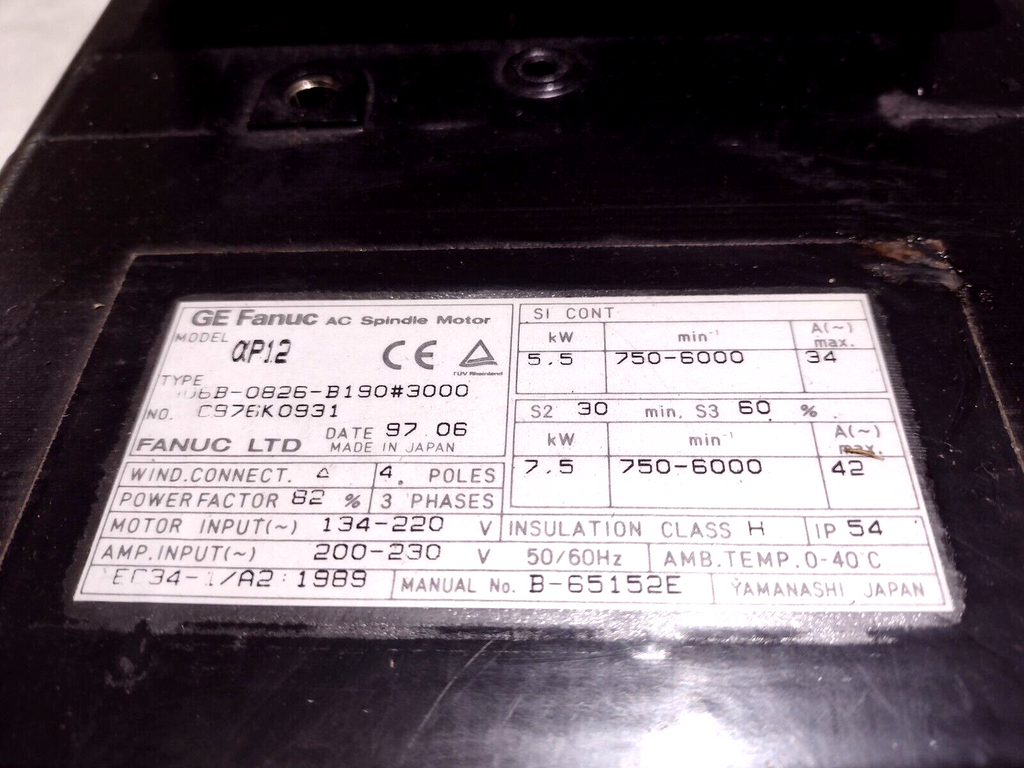 GE Fanuc AC Spindle Motor
MODEL αP12
CE TÜV Rheinland
TYPE 06B-0826-B190#3000
NO. C976K0931
DATE 97.06
FANUC LTD MADE IN JAPAN
WIND.CONNECT. △ 4. POLES
POWER FACTOR 82 % 3 PHASES
MOTOR INPUT(~) 134-220 V
AMP.INPUT(~) 200-230 V
34-1/A2:1989
S1 CONT
kW min⁻¹ A(~) max.
5.5 750-6000 34
S2 30 min, S3 60 %
kW min⁻¹ A(~) max.
7.5 750-6000 42
INSULATION CLASS H IP 54
50/60Hz AMB.TEMP.0-40°C
MANUAL No. B-65152E YAMANASHI JAPAN